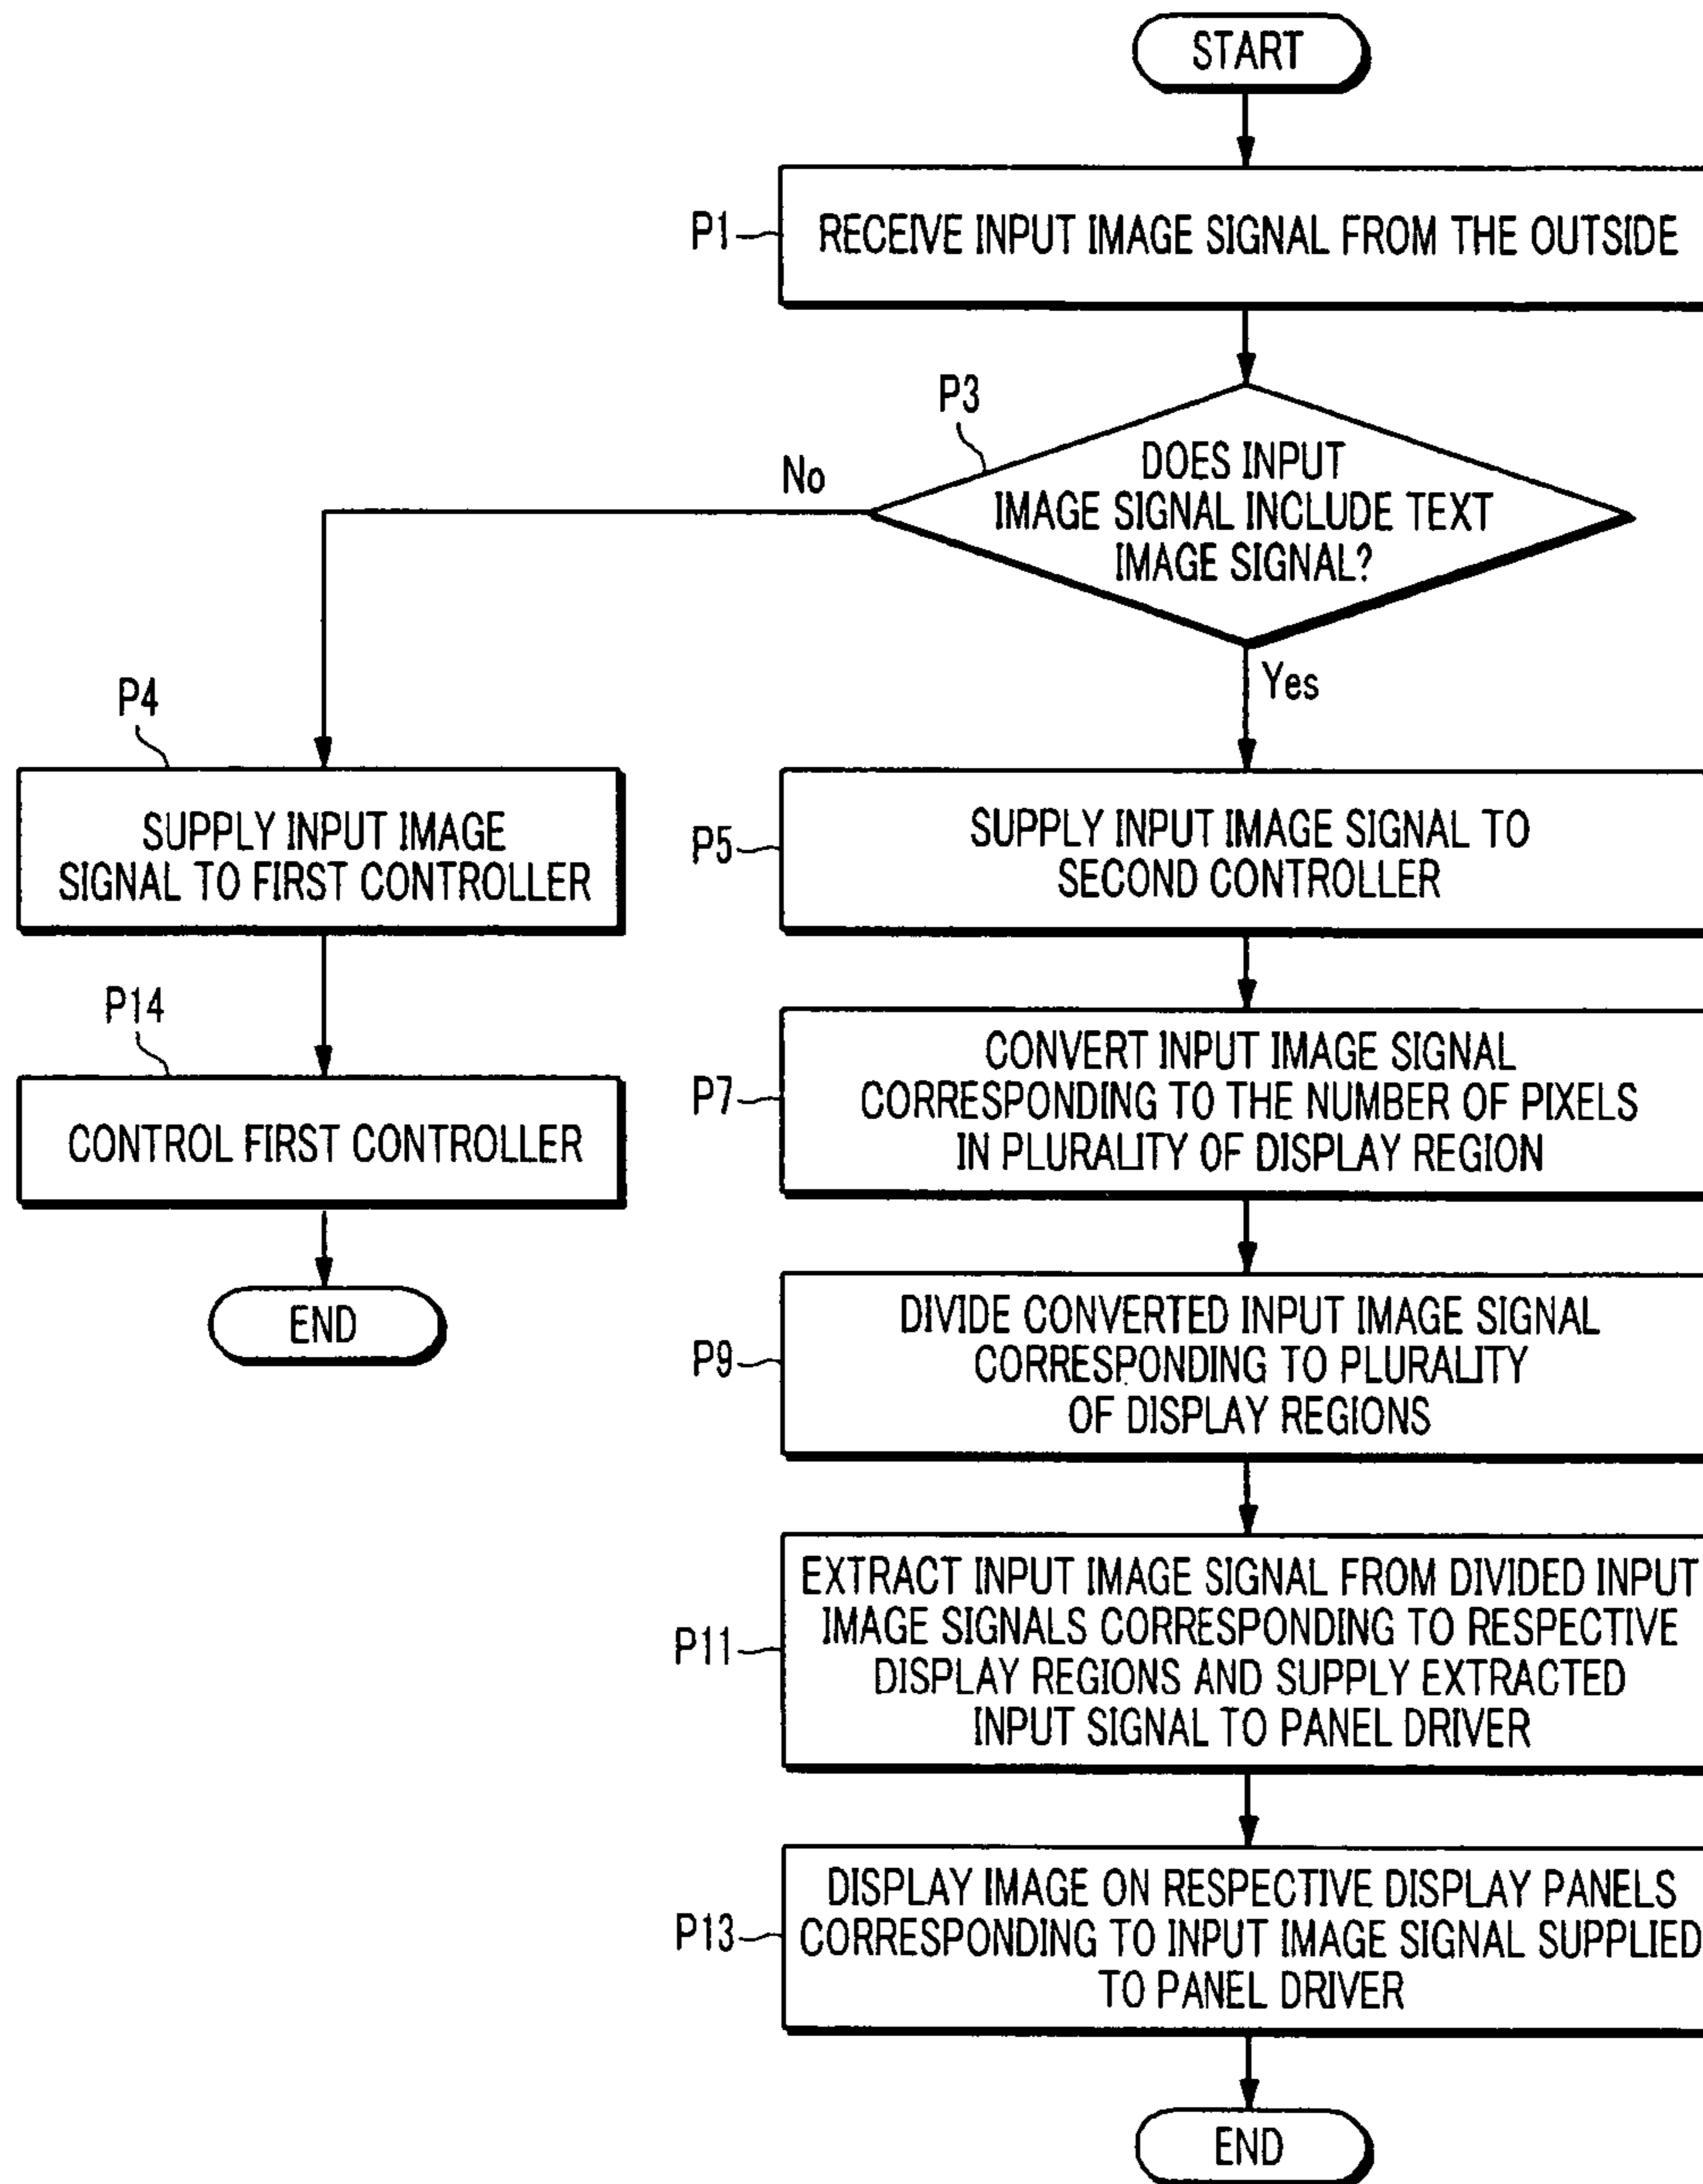 START
P1
RECEIVE INPUT IMAGE SIGNAL FROM THE OUTSIDE
P3
DOES INPUT
IMAGE SIGNAL INCLUDE TEXT
IMAGE SIGNAL?
No
Yes
P4
SUPPLY INPUT IMAGE
SIGNAL TO FIRST CONTROLLER
P14
CONTROL FIRST CONTROLLER
END
P5
SUPPLY INPUT IMAGE SIGNAL TO
SECOND CONTROLLER
P7
CONVERT INPUT IMAGE SIGNAL
CORRESPONDING TO THE NUMBER OF PIXELS
IN PLURALITY OF DISPLAY REGION
P9
DIVIDE CONVERTED INPUT IMAGE SIGNAL
CORRESPONDING TO PLURALITY
OF DISPLAY REGIONS
P11
EXTRACT INPUT IMAGE SIGNAL FROM DIVIDED INPUT
IMAGE SIGNALS CORRESPONDING TO RESPECTIVE
DISPLAY REGIONS AND SUPPLY EXTRACTED
INPUT SIGNAL TO PANEL DRIVER
P13
DISPLAY IMAGE ON RESPECTIVE DISPLAY PANELS
CORRESPONDING TO INPUT IMAGE SIGNAL SUPPLIED
TO PANEL DRIVER
END